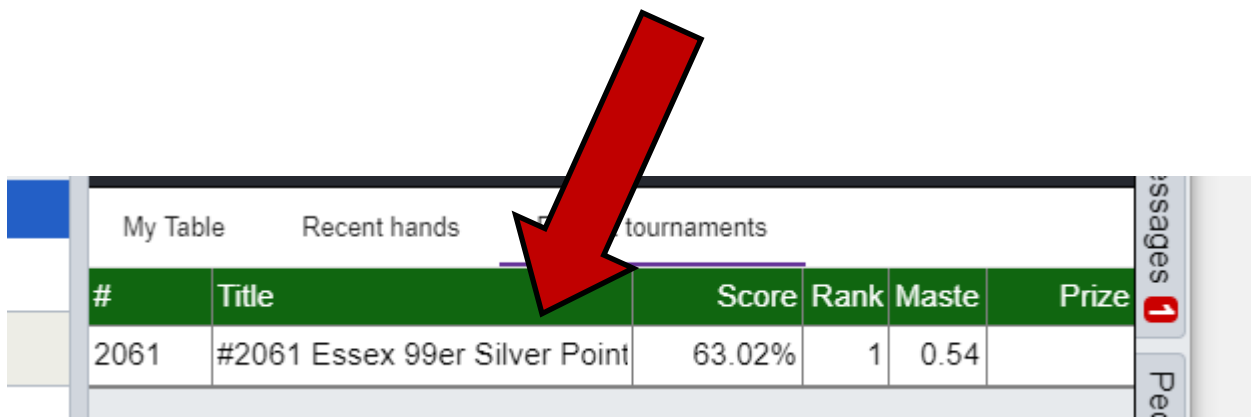 My Table Recent hands tournaments
# Title Score Rank Maste Prize
2061 #2061 Essex 99er Silver Point 63.02% 1 0.54
ssages 1
Pe